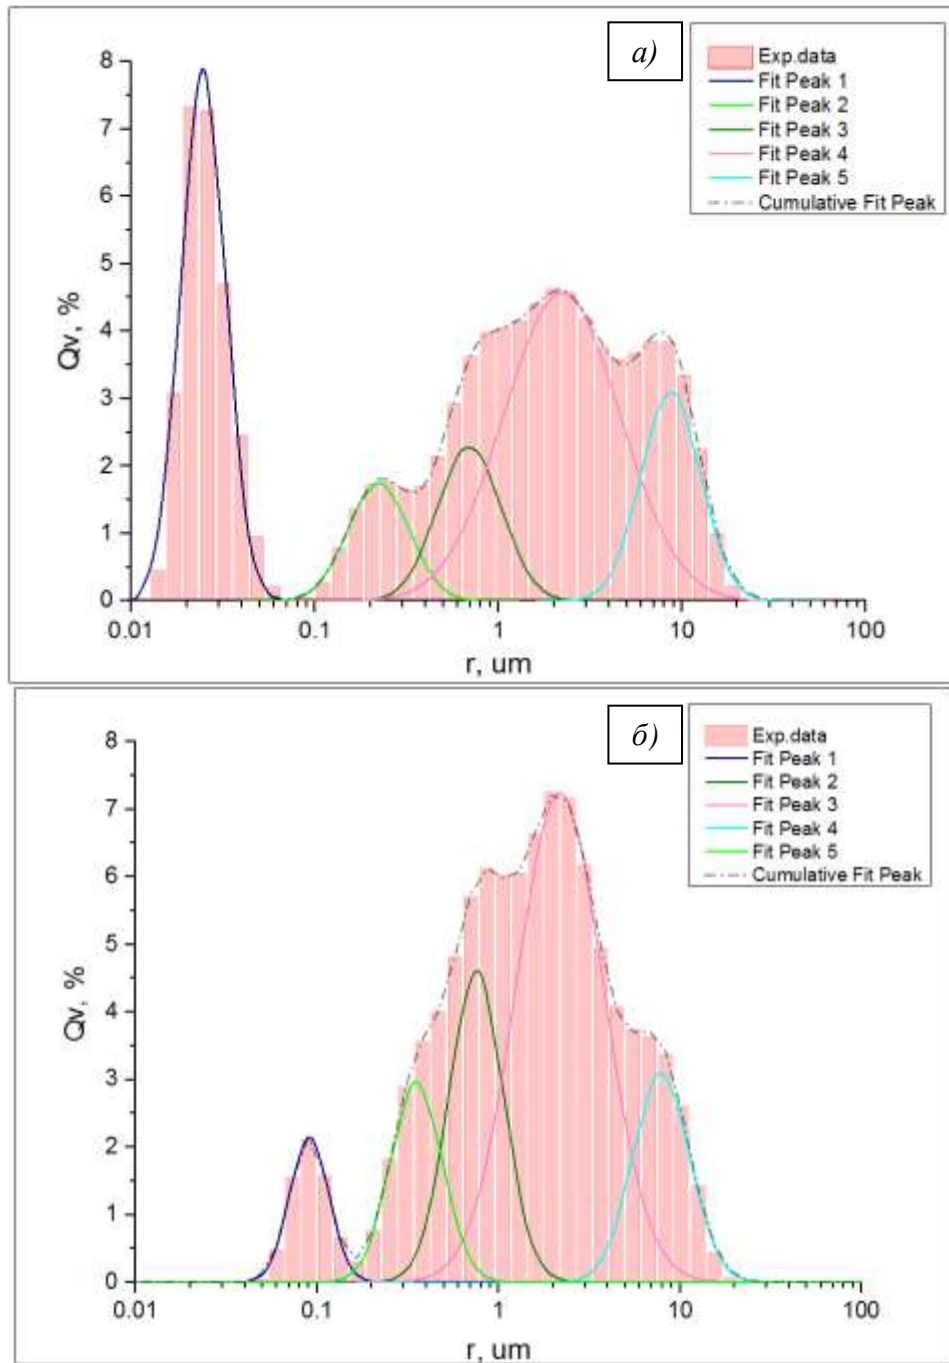 а)
Exp.data
Fit Peak 1
Fit Peak 2
Fit Peak 3
Fit Peak 4
Fit Peak 5
Cumulative Fit Peak
8
7
6
5
4
3
2
1
0
Qv, %
0.01 0.1 1 10 100
r, um
б)
Exp.data
Fit Peak 1
Fit Peak 2
Fit Peak 3
Fit Peak 4
Fit Peak 5
Cumulative Fit Peak
8
7
6
5
4
3
2
1
0
Qv, %
0.01 0.1 1 10 100
r, um